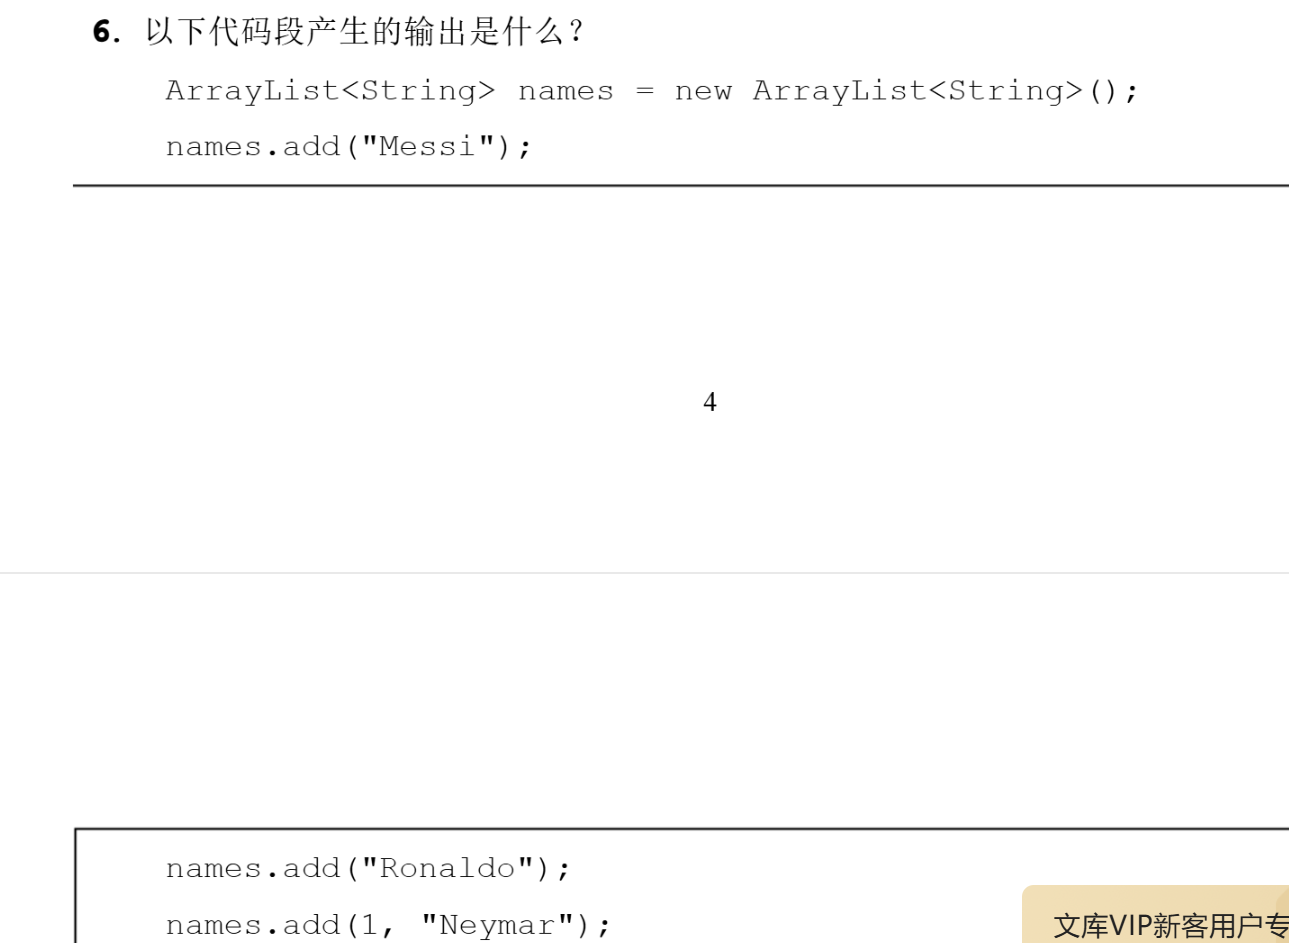 6. 以下代码段产生的输出是什么？
ArrayList<String> names = new ArrayList<String>();
names.add("Messi");
4
names.add("Ronaldo");
names.add(1, "Neymar");
文库VIP新客用户专